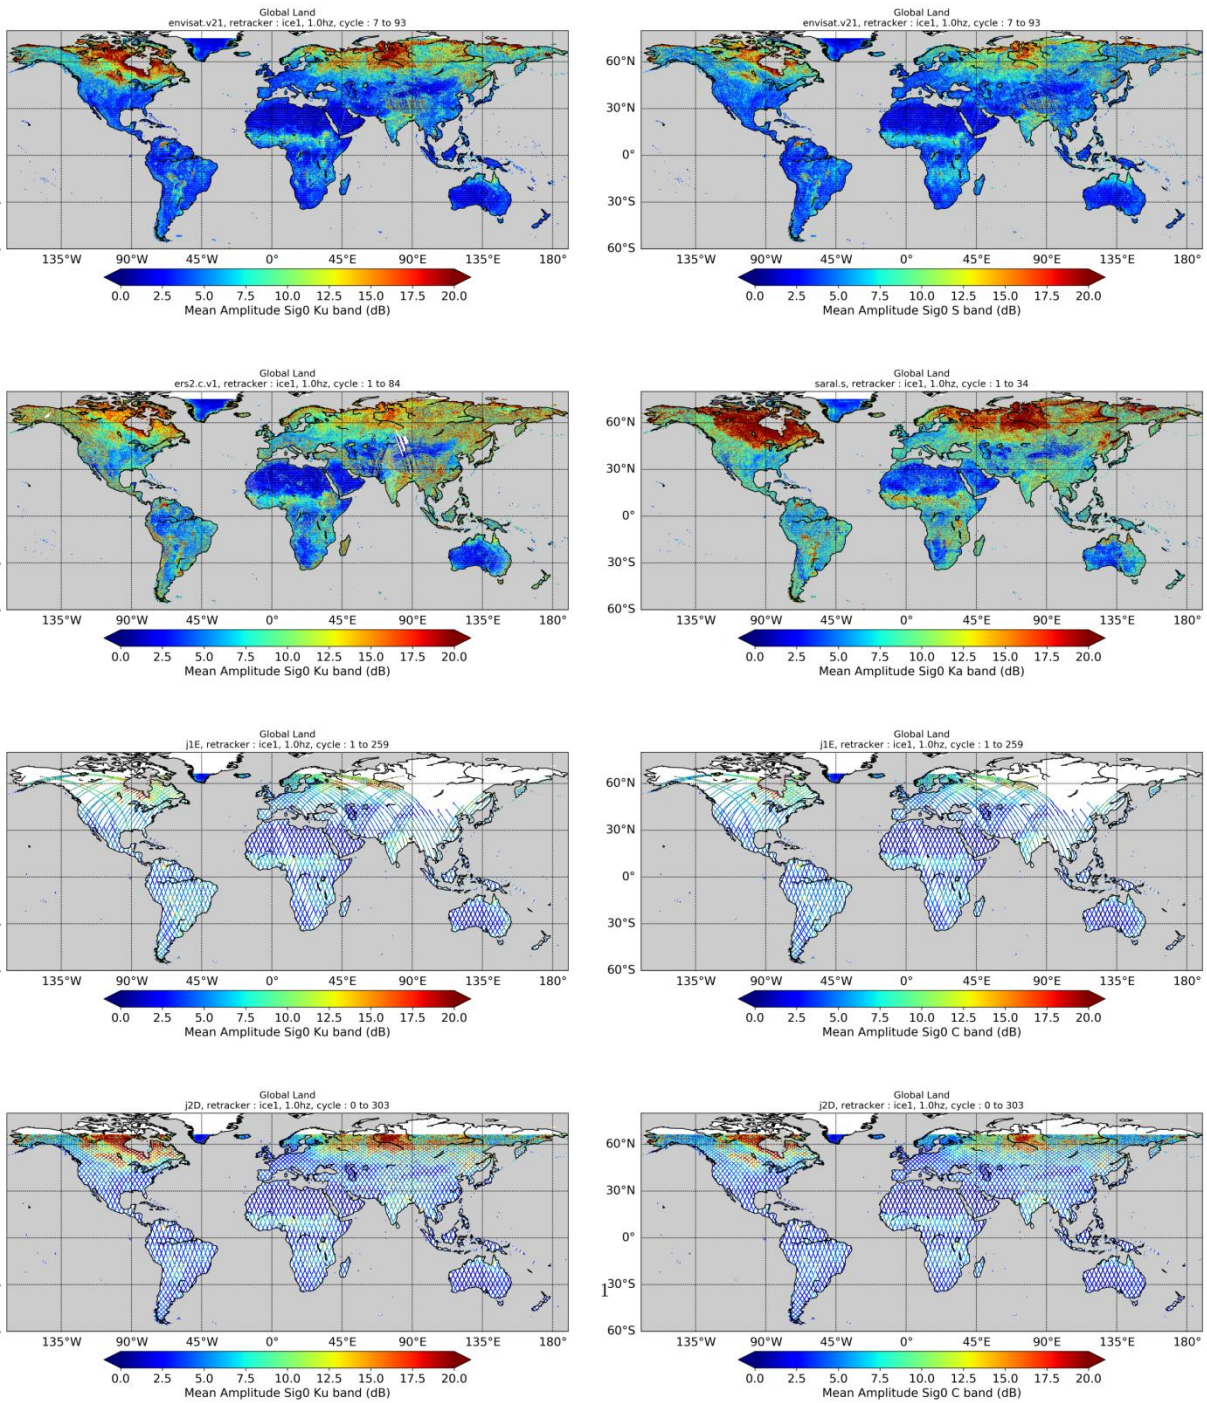 Global Land
envisat.v21, retracker : ice1, 1.0hz, cycle : 7 to 93
135°W 90°W 45°W 0° 45°E 90°E 135°E 180°
0.0 2.5 5.0 7.5 10.0 12.5 15.0 17.5 20.0
Mean Amplitude Sig0 Ku band (dB)
Global Land
envisat.v21, retracker : ice1, 1.0hz, cycle : 7 to 93
60°N
30°N
0°
30°S
60°S
135°W 90°W 45°W 0° 45°E 90°E 135°E 180°
0.0 2.5 5.0 7.5 10.0 12.5 15.0 17.5 20.0
Mean Amplitude Sig0 S band (dB)
Global Land
ers2.c.v1, retracker : ice1, 1.0hz, cycle : 1 to 84
135°W 90°W 45°W 0° 45°E 90°E 135°E 180°
0.0 2.5 5.0 7.5 10.0 12.5 15.0 17.5 20.0
Mean Amplitude Sig0 Ku band (dB)
Global Land
saral.s, retracker : ice1, 1.0hz, cycle : 1 to 34
60°N
30°N
0°
30°S
60°S
135°W 90°W 45°W 0° 45°E 90°E 135°E 180°
0.0 2.5 5.0 7.5 10.0 12.5 15.0 17.5 20.0
Mean Amplitude Sig0 Ka band (dB)
Global Land
j1E, retracker : ice1, 1.0hz, cycle : 1 to 259
135°W 90°W 45°W 0° 45°E 90°E 135°E 180°
0.0 2.5 5.0 7.5 10.0 12.5 15.0 17.5 20.0
Mean Amplitude Sig0 Ku band (dB)
Global Land
j1E, retracker : ice1, 1.0hz, cycle : 1 to 259
60°N
30°N
0°
30°S
60°S
135°W 90°W 45°W 0° 45°E 90°E 135°E 180°
0.0 2.5 5.0 7.5 10.0 12.5 15.0 17.5 20.0
Mean Amplitude Sig0 C band (dB)
Global Land
j2D, retracker : ice1, 1.0hz, cycle : 0 to 303
135°W 90°W 45°W 0° 45°E 90°E 135°E 180°
0.0 2.5 5.0 7.5 10.0 12.5 15.0 17.5 20.0
Mean Amplitude Sig0 Ku band (dB)
Global Land
j2D, retracker : ice1, 1.0hz, cycle : 0 to 303
60°N
30°N
0°
1
30°S
60°S
135°W 90°W 45°W 0° 45°E 90°E 135°E 180°
0.0 2.5 5.0 7.5 10.0 12.5 15.0 17.5 20.0
Mean Amplitude Sig0 C band (dB)